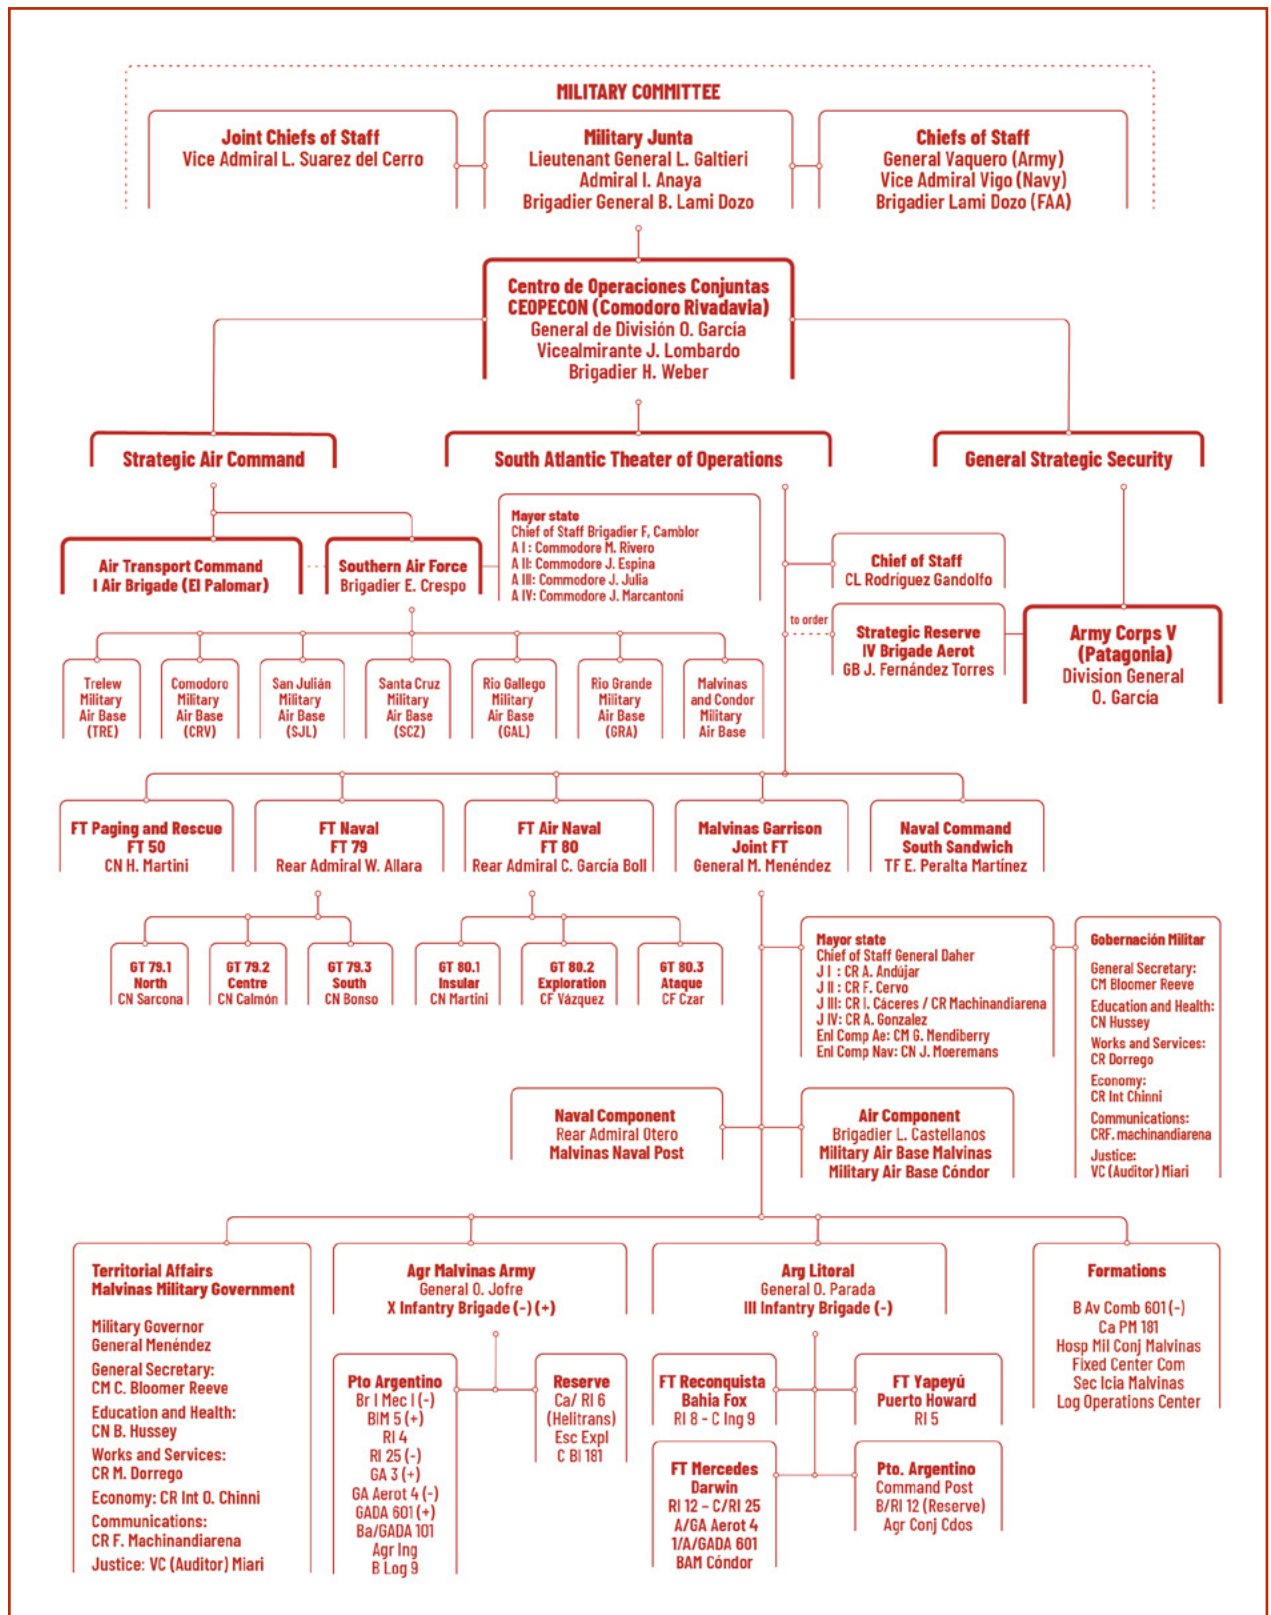 MILITARY COMMITTEE
Joint Chiefs of Staff
Vice Admiral L. Suarez del Cerro
Military Junta
Lieutenant General L. Galtieri
Admiral I. Anaya
Brigadier General B. Lami Dozo
Chiefs of Staff
General Vaquero (Army)
Vice Admiral Vigo (Navy)
Brigadier Lami Dozo (FAA)
Centro de Operaciones Conjuntas
CEOPECON (Comodoro Rivadavia)
General de División O. García
Vicealmirante J. Lombardo
Brigadier H. Weber
Strategic Air Command
South Atlantic Theater of Operations
General Strategic Security
Air Transport Command
I Air Brigade (El Palomar)
Southern Air Force
Brigadier E. Crespo
Mayor state
Chief of Staff Brigadier F, Camblor
A I : Commodore M. Rivero
A II: Commodore J. Espina
A III: Commodore J. Julia
A IV: Commodore J. Marcantoni
Chief of Staff
CL Rodríguez Gandolfo
to order
Strategic Reserve
IV Brigade Aerot
GB J. Fernández Torres
Army Corps V
(Patagonia)
Division General
O. García
Trelew
Military
Air Base
(TRE)
Comodoro
Military
Air Base
(CRV)
San Julián
Military
Air Base
(SJL)
Santa Cruz
Military
Air Base
(SCZ)
Rio Gallego
Military
Air Base
(GAL)
Rio Grande
Military
Air Base
(GRA)
Malvinas
and Condor
Military
Air Base
FT Paging and Rescue
FT 50
CN H. Martini
FT Naval
FT 79
Rear Admiral W. Allara
FT Air Naval
FT 80
Rear Admiral C. García Boll
Malvinas Garrison
Joint FT
General M. Menéndez
Naval Command
South Sandwich
TF E. Peralta Martínez
GT 79.1
North
CN Sarcona
GT 79.2
Centre
CN Calmón
GT 79.3
South
CN Bonso
GT 80.1
Insular
CN Martini
GT 80.2
Exploration
CF Vázquez
GT 80.3
Ataque
CF Czar
Mayor state
Chief of Staff General Daher
J I : CR A. Andújar
J II : CR F. Cervo
J III: CR I. Cáceres / CR Machinandiarena
J IV: CR A. Gonzalez
Enl Comp Ae: CM G. Mendiberry
Enl Comp Nav: CN J. Moeremans
Gobernación Militar
General Secretary:
CM Bloomer Reeve
Education and Health:
CN Hussey
Works and Services:
CR Dorrego
Economy:
CR Int Chinni
Communications:
CRF. machinandiarena
Justice:
VC (Auditor) Miari
Naval Component
Rear Admiral Otero
Malvinas Naval Post
Air Component
Brigadier L. Castellanos
Military Air Base Malvinas
Military Air Base Cóndor
Territorial Affairs
Malvinas Military Government
Military Governor
General Menéndez
General Secretary:
CM C. Bloomer Reeve
Education and Health:
CN B. Hussey
Works and Services:
CR M. Dorrego
Economy: CR Int O. Chinni
Communications:
CR F. Machinandiarena
Justice: VC (Auditor) Miari
Agr Malvinas Army
General O. Jofre
X Infantry Brigade (-) (+)
Pto Argentino
Br I Mec I (-)
BIM 5 (+)
RI 4
RI 25 (-)
GA 3 (+)
GA Aerot 4 (-)
GADA 601 (+)
Ba/GADA 101
Agr Ing
B Log 9
Reserve
Ca/ RI 6
(Helitrans)
Esc Expl
C BI 181
Arg Litoral
General O. Parada
III Infantry Brigade (-)
FT Reconquista
Bahia Fox
RI 8 – C Ing 9
FT Yapeyú
Puerto Howard
RI 5
FT Mercedes
Darwin
RI 12 – C/RI 25
A/GA Aerot 4
1/A/GADA 601
BAM Cóndor
Pto. Argentino
Command Post
B/RI 12 (Reserve)
Agr Conj Cdos
Formations
B Av Comb 601 (-)
Ca PM 181
Hosp Mil Conj Malvinas
Fixed Center Com
Sec Icia Malvinas
Log Operations Center